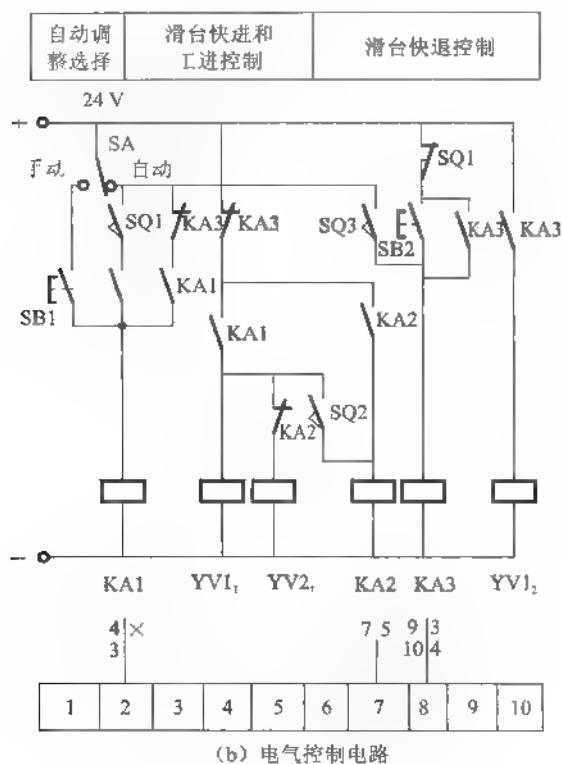 自动调整选择
滑台快进和工进控制
滑台快退控制
24 V
+
SA
SQ1
手动
自动
SQ1
KA3
KA3
SQ3
SB2
KA3
KA3
SB1
KA1
KA1
KA2
KA2
SQ2
−
KA1
YV1₁
YV2₁
KA2
KA3
YV1₂
4 ×
3
7 5
9 3
10 4
1 2 3 4 5 6 7 8 9 10
(b) 电气控制电路